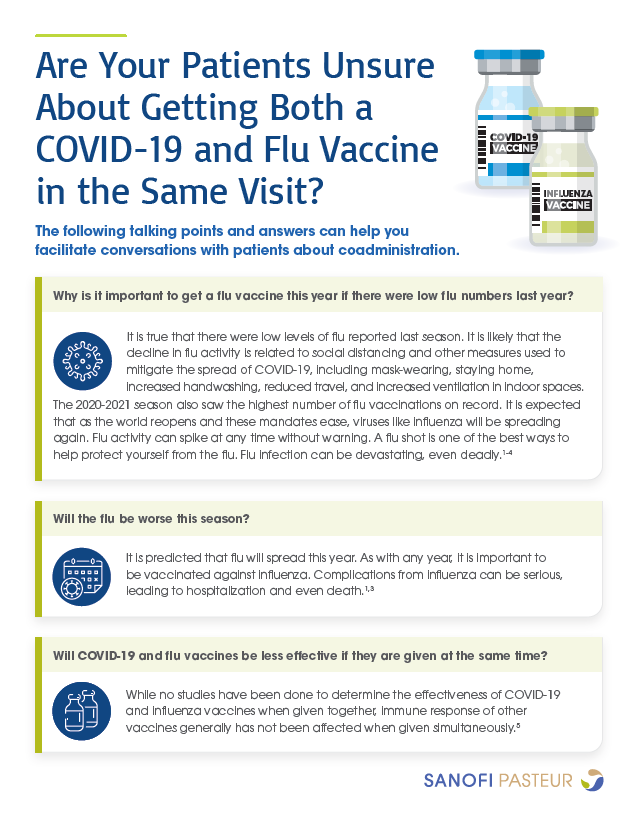 Are Your Patients Unsure
About Getting Both a
COVID-19 and Flu Vaccine
in the Same Visit?
COVID-19
VACCINE
INFLUENZA
VACCINE
The following talking points and answers can help you
facilitate conversations with patients about coadministration.
Why is it important to get a flu vaccine this year if there were low flu numbers last year?
It is true that there were low levels of flu reported last season. It is likely that the
decline in flu activity is related to social distancing and other measures used to
mitigate the spread of COVID-19, including mask-wearing, staying home,
increased handwashing, reduced travel, and increased ventilation in indoor spaces.
The 2020-2021 season also saw the highest number of flu vaccinations on record. It is expected
that as the world reopens and these mandates ease, viruses like influenza will be spreading
again. Flu activity can spike at any time without warning. A flu shot is one of the best ways to
help protect yourself from the flu. Flu infection can be devastating, even deadly.¹⁻⁴
Will the flu be worse this season?
It is predicted that flu will spread this year. As with any year, it is important to
be vaccinated against influenza. Complications from influenza can be serious,
leading to hospitalization and even death.¹,³
Will COVID-19 and flu vaccines be less effective if they are given at the same time?
While no studies have been done to determine the effectiveness of COVID-19
and influenza vaccines when given together, immune response of other
vaccines generally has not been affected when given simultaneously.⁵
SANOFI PASTEUR